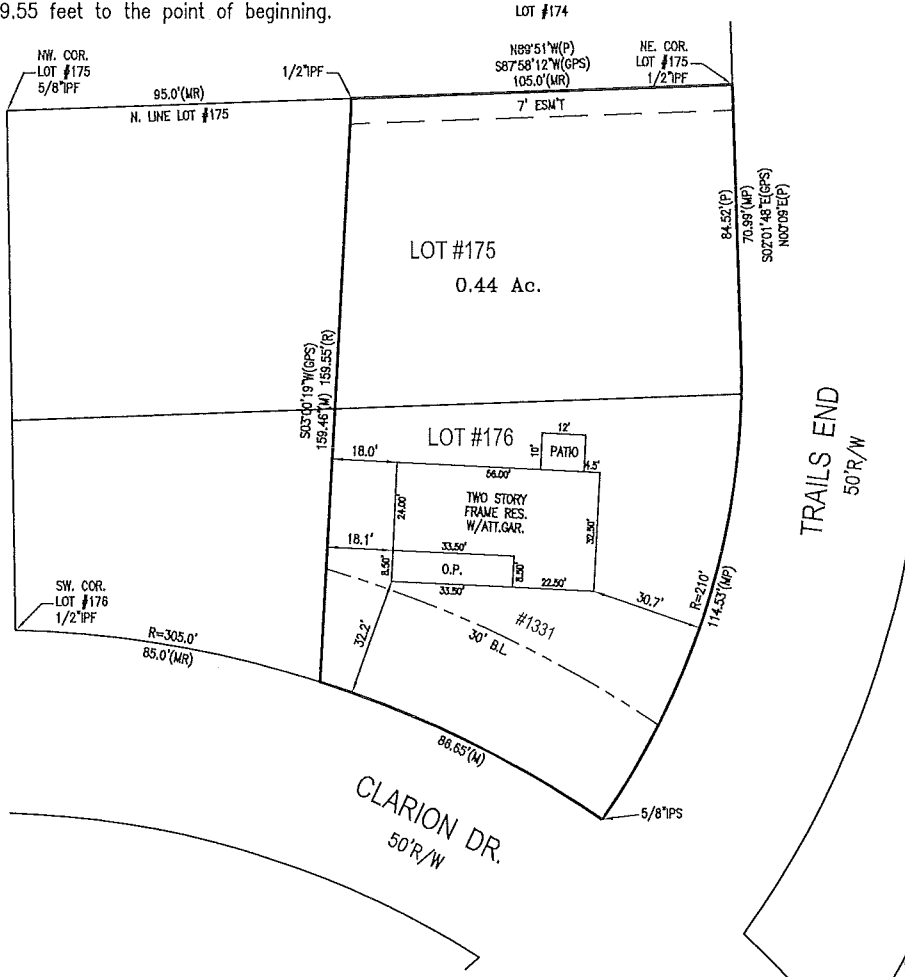 9.55 feet to the point of beginning.
LOT #174
NW. COR.
LOT #175
5/8"IPF
1/2"IPF
N89°51'W(P)
S87°58'12"W(GPS)
105.0'(MR)
NE. COR.
LOT #175
1/2"IPF
95.0'(MR)
N. LINE LOT #175
7' ESM'T
84.52'(P)
70.99'(MP)
S02°01'48"E(GPS)
N00°09'E(P)
LOT #175
0.44 Ac.
S03°00'19"W(GPS)
159.46'(M) 159.55'(R)
LOT #176
12'
10'
PATIO
4.5'
18.0'
56.00'
24.00'
TWO STORY
FRAME RES.
W/ATT.GAR.
32.50'
18.1'
33.50'
8.50'
O.P.
8.50'
33.50'
22.50'
TRAILS END
50'R/W
SW. COR.
LOT #176
1/2"IPF
R=305.0'
85.0'(MR)
32.2'
#1331
30' B.L.
30.7'
R=210'
114.53'(MP)
86.65'(M)
5/8"IPS
CLARION DR.
50'R/W